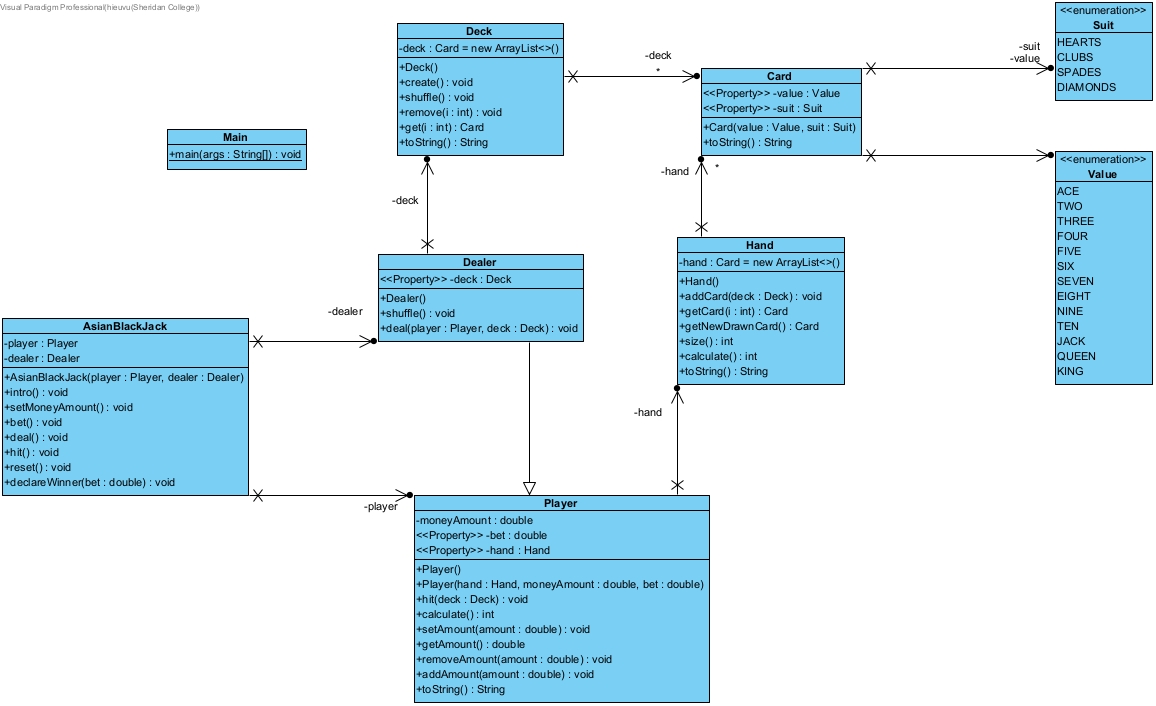 Visual Paradigm Professional(hieuvu(Sheridan College))
Deck
-deck : Card = new ArrayList<>()
+Deck()
+create() : void
+shuffle() : void
+remove(i : int) : void
+get(i : int) : Card
+toString() : String
-deck
*
Card
<<Property>> -value : Value
<<Property>> -suit : Suit
+Card(value : Value, suit : Suit)
+toString() : String
-suit
-value
<<enumeration>>
Suit
HEARTS
CLUBS
SPADES
DIAMONDS
Main
+main(args : String[]) : void
<<enumeration>>
Value
ACE
TWO
THREE
FOUR
FIVE
SIX
SEVEN
EIGHT
NINE
TEN
JACK
QUEEN
KING
-deck
-hand
*
Dealer
<<Property>> -deck : Deck
+Dealer()
+shuffle() : void
+deal(player : Player, deck : Deck) : void
Hand
-hand : Card = new ArrayList<>()
+Hand()
+addCard(deck : Deck) : void
+getCard(i : int) : Card
+getNewDrawnCard() : Card
+size() : int
+calculate() : int
+toString() : String
-dealer
AsianBlackJack
-player : Player
-dealer : Dealer
+AsianBlackJack(player : Player, dealer : Dealer)
+intro() : void
+setMoneyAmount() : void
+bet() : void
+deal() : void
+hit() : void
+reset() : void
+declareWinner(bet : double) : void
-hand
-player
Player
-moneyAmount : double
<<Property>> -bet : double
<<Property>> -hand : Hand
+Player()
+Player(hand : Hand, moneyAmount : double, bet : double)
+hit(deck : Deck) : void
+calculate() : int
+setAmount(amount : double) : void
+getAmount() : double
+removeAmount(amount : double) : void
+addAmount(amount : double) : void
+toString() : String